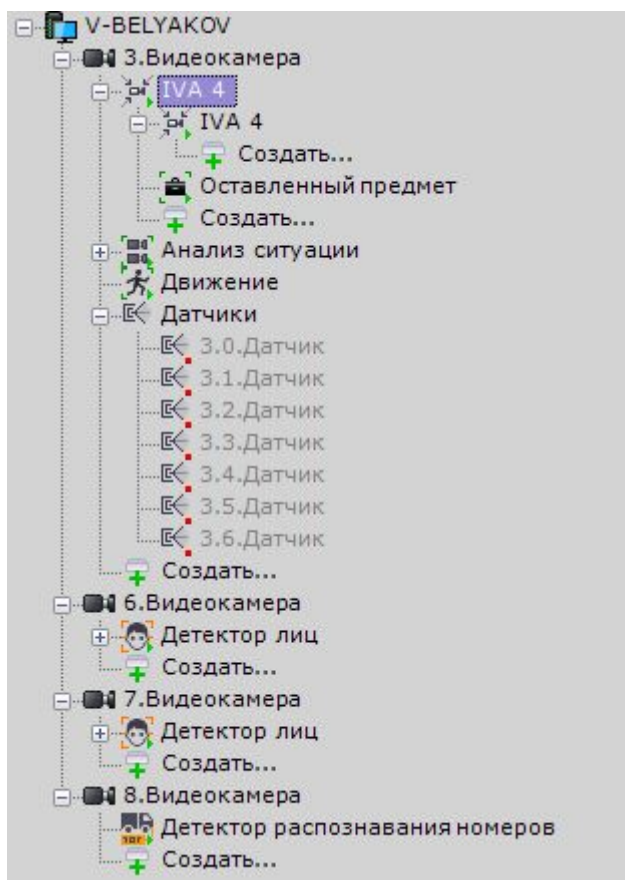 V-BELYAKOV
3.Видеокамера
IVA 4
IVA 4
Создать...
Оставленный предмет
Создать...
Анализ ситуации
Движение
Датчики
3.0.Датчик
3.1.Датчик
3.2.Датчик
3.3.Датчик
3.4.Датчик
3.5.Датчик
3.6.Датчик
Создать...
6.Видеокамера
Детектор лиц
Создать...
7.Видеокамера
Детектор лиц
Создать...
8.Видеокамера
Детектор распознавания номеров
Создать...